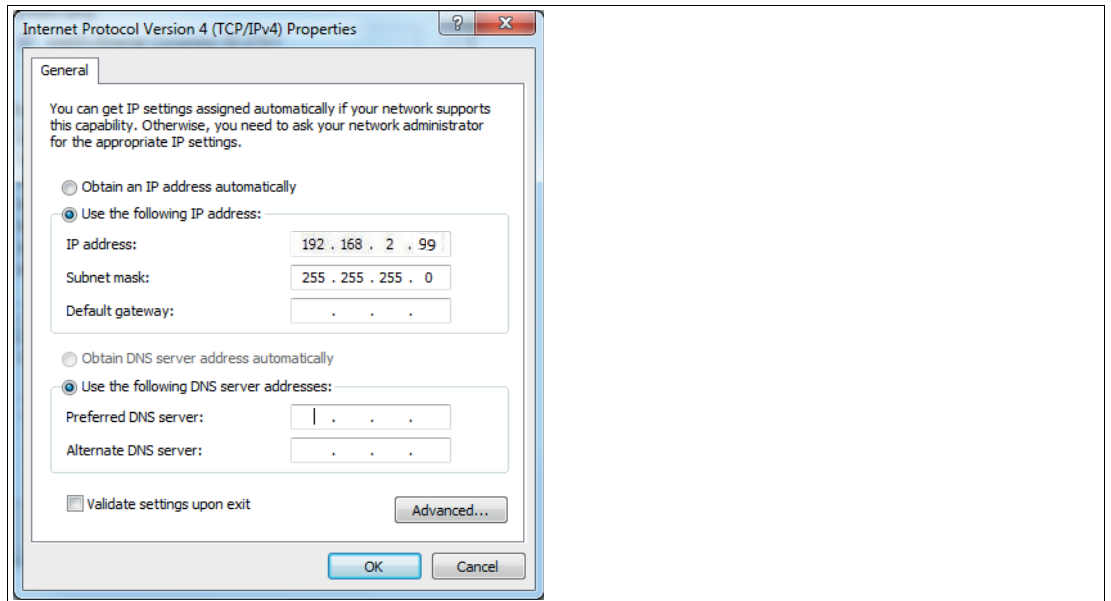 Internet Protocol Version 4 (TCP/IPv4) Properties
?
General
You can get IP settings assigned automatically if your network supports
this capability. Otherwise, you need to ask your network administrator
for the appropriate IP settings.
Obtain an IP address automatically
Use the following IP address:
IP address: 192 . 168 . 2 . 99
Subnet mask: 255 . 255 . 255 . 0
Default gateway: . . .
Obtain DNS server address automatically
Use the following DNS server addresses:
Preferred DNS server: . . .
Alternate DNS server: . . .
Validate settings upon exit
Advanced...
OK Cancel